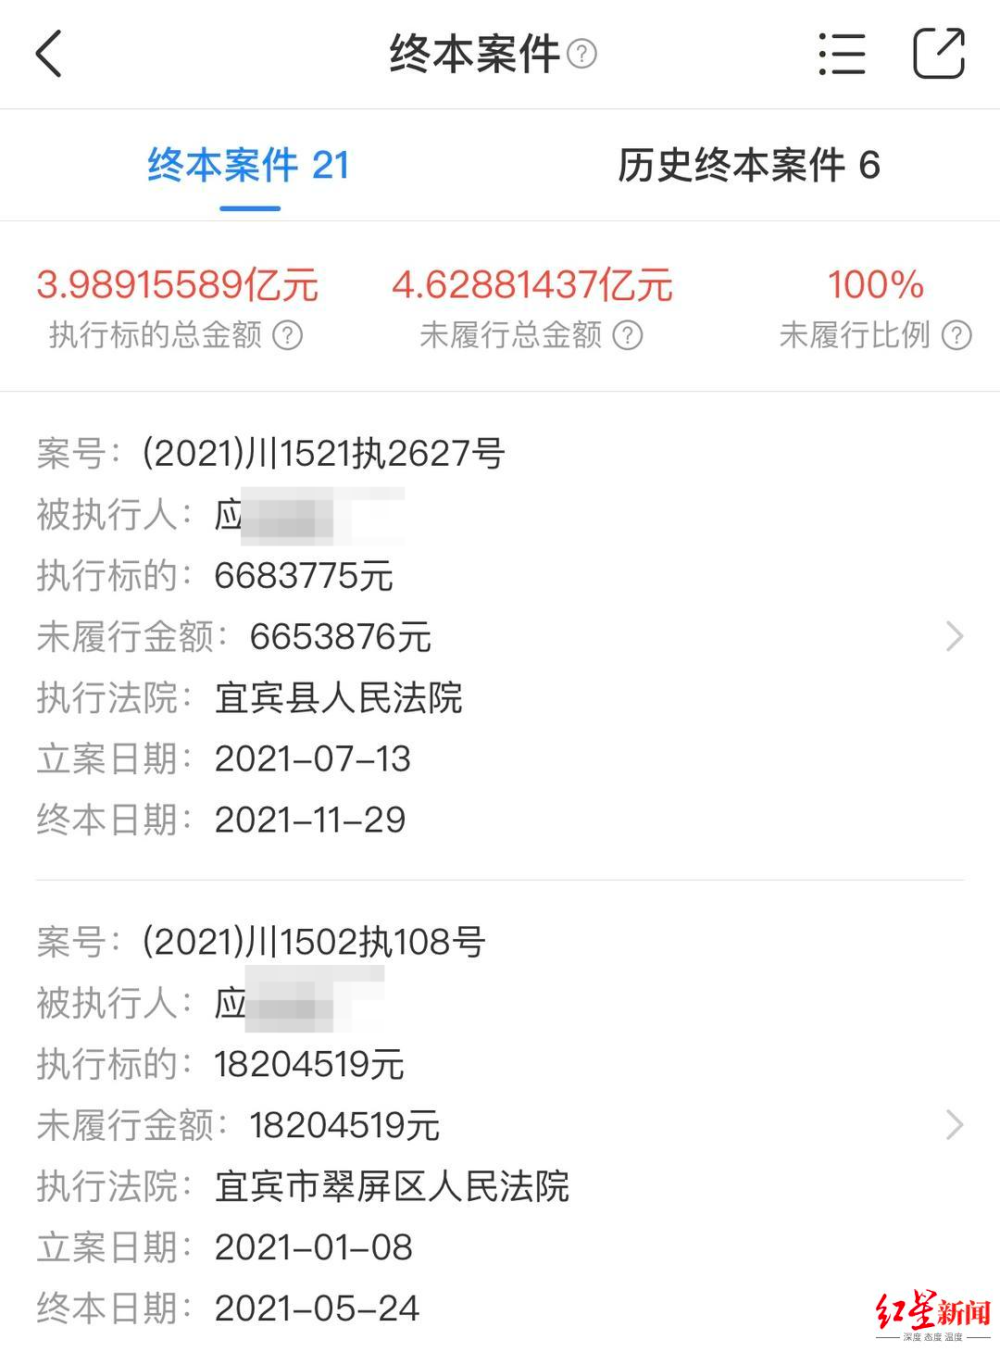 终本案件?
终本案件 21
历史终本案件 6
3.98915589亿元
4.62881437亿元
100%
执行标的总金额?
未履行总金额?
未履行比例?
案号：(2021)川1521执2627号
被执行人：应
执行标的：6683775元
未履行金额：6653876元
执行法院：宜宾县人民法院
立案日期：2021-07-13
终本日期：2021-11-29
案号：(2021)川1502执108号
被执行人：应
执行标的：18204519元
未履行金额：18204519元
执行法院：宜宾市翠屏区人民法院
立案日期：2021-01-08
终本日期：2021-05-24
红星新闻
深度 态度 温度